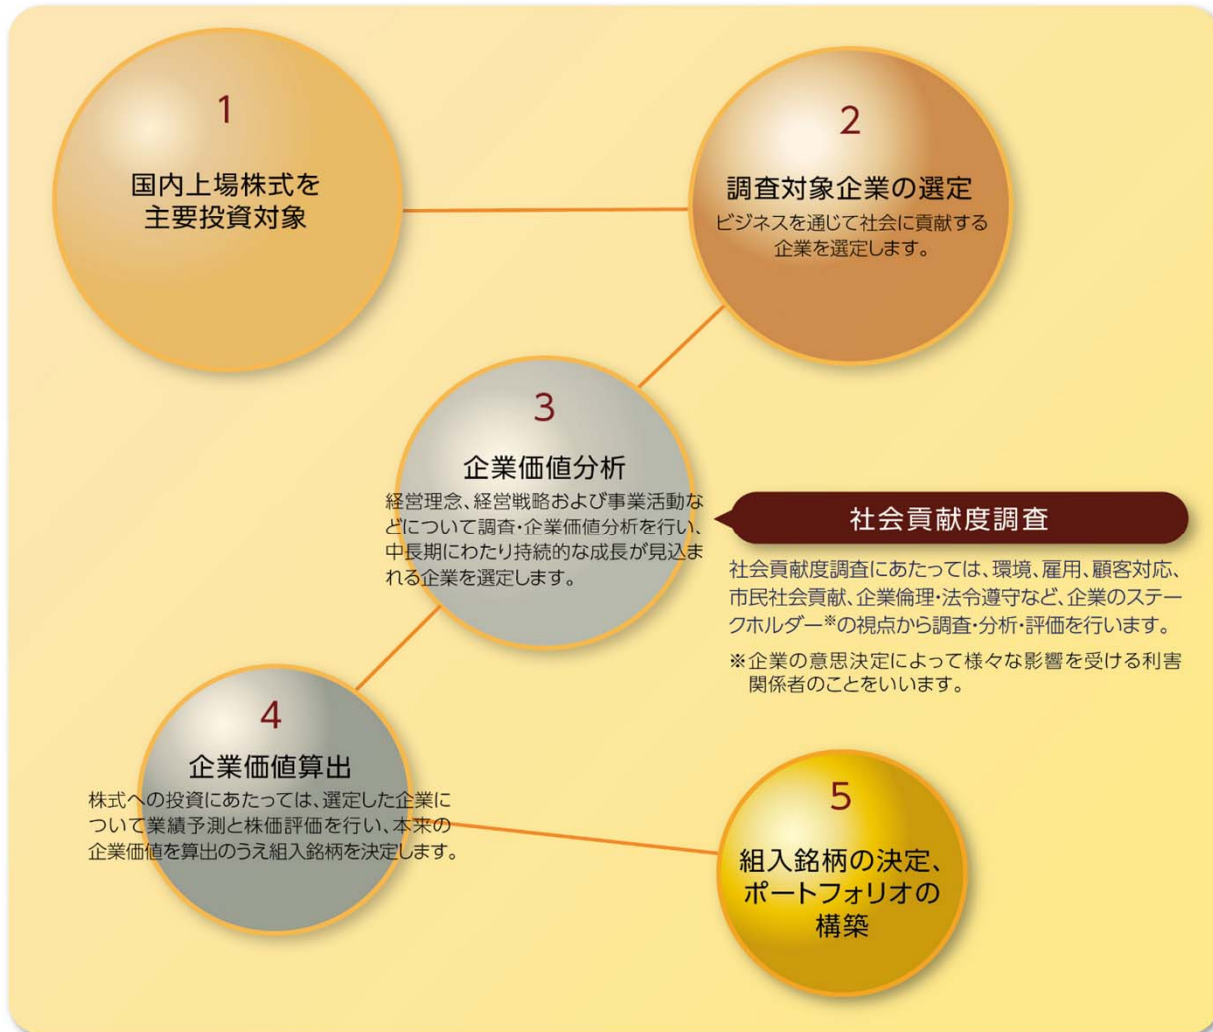 1
国内上場株式を
主要投資対象
2
調査対象企業の選定
ビジネスを通じて社会に貢献する
企業を選定します。
3
企業価値分析
経営理念、経営戦略および事業活動な
どについて調査・企業価値分析を行い、
中長期にわたり持続的な成長が見込ま
れる企業を選定します。
社会貢献度調査
社会貢献度調査にあたっては、環境、雇用、顧客対応、
市民社会貢献、企業倫理・法令遵守など、企業のステー
クホルダー※の視点から調査・分析・評価を行います。
※企業の意思決定によって様々な影響を受ける利害
関係者のことをいいます。
4
企業価値算出
株式への投資にあたっては、選定した企業に
ついて業績予測と株価評価を行い、本来の
企業価値を算出のうえ組入銘柄を決定します。
5
組入銘柄の決定、
ポートフォリオの
構築